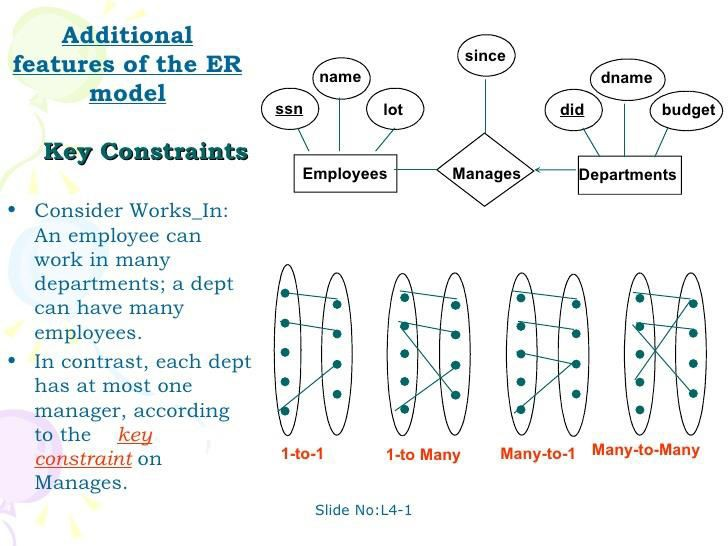 Additional
features of the ER
model
Key Constraints
• Consider Works_In:
An employee can
work in many
departments; a dept
can have many
employees.
• In contrast, each dept
has at most one
manager, according
to the key
constraint on
Manages.
since
name
dname
ssn
lot
did
budget
Employees
Manages
Departments
1-to-1
1-to Many
Many-to-1
Many-to-Many
Slide No:L4-1